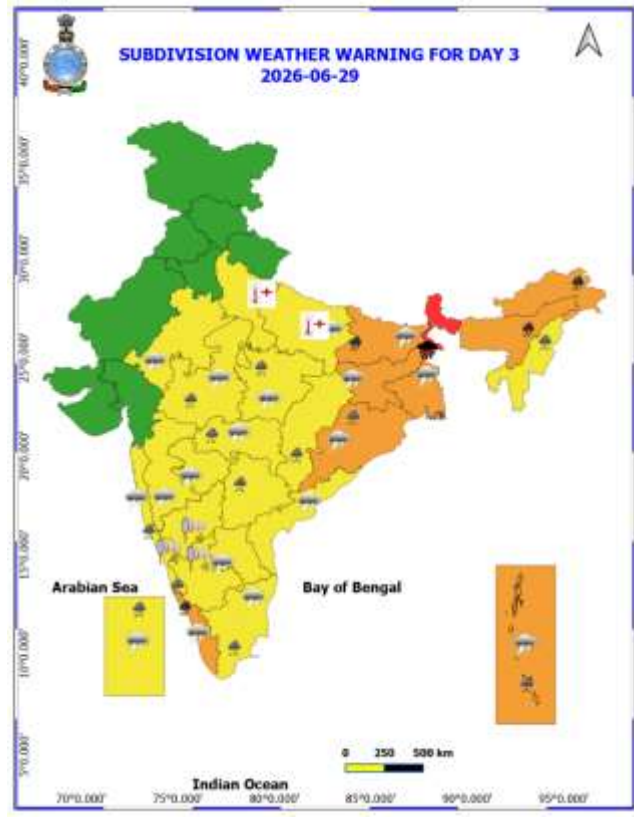 SUBDIVISION WEATHER WARNING FOR DAY 3
2026-06-29
40°0.000'
35°0.000'
30°0.000'
25°0.000'
20°0.000'
15°0.000'
10°0.000'
5°0.000'
Arabian Sea
Bay of Bengal
0 250 500 km
Indian Ocean
70°0.000' 75°0.000' 80°0.000' 85°0.000' 90°0.000' 95°0.000'